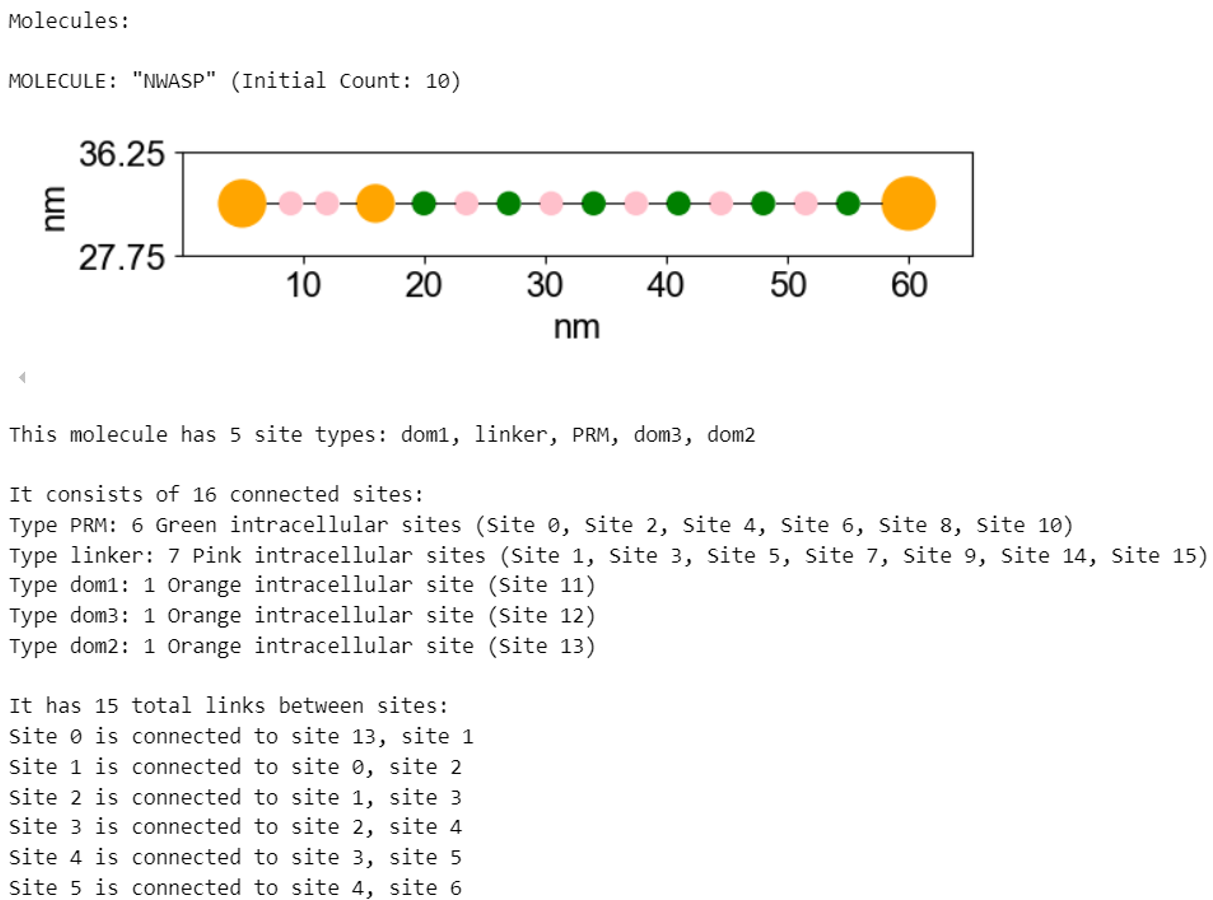 Molecules:
MOLECULE: "NWASP" (Initial Count: 10)
36.25
nm
27.75
10 20 30 40 50 60
nm
This molecule has 5 site types: dom1, linker, PRM, dom3, dom2
It consists of 16 connected sites:
Type PRM: 6 Green intracellular sites (Site 0, Site 2, Site 4, Site 6, Site 8, Site 10)
Type linker: 7 Pink intracellular sites (Site 1, Site 3, Site 5, Site 7, Site 9, Site 14, Site 15)
Type dom1: 1 Orange intracellular site (Site 11)
Type dom3: 1 Orange intracellular site (Site 12)
Type dom2: 1 Orange intracellular site (Site 13)
It has 15 total links between sites:
Site 0 is connected to site 13, site 1
Site 1 is connected to site 0, site 2
Site 2 is connected to site 1, site 3
Site 3 is connected to site 2, site 4
Site 4 is connected to site 3, site 5
Site 5 is connected to site 4, site 6